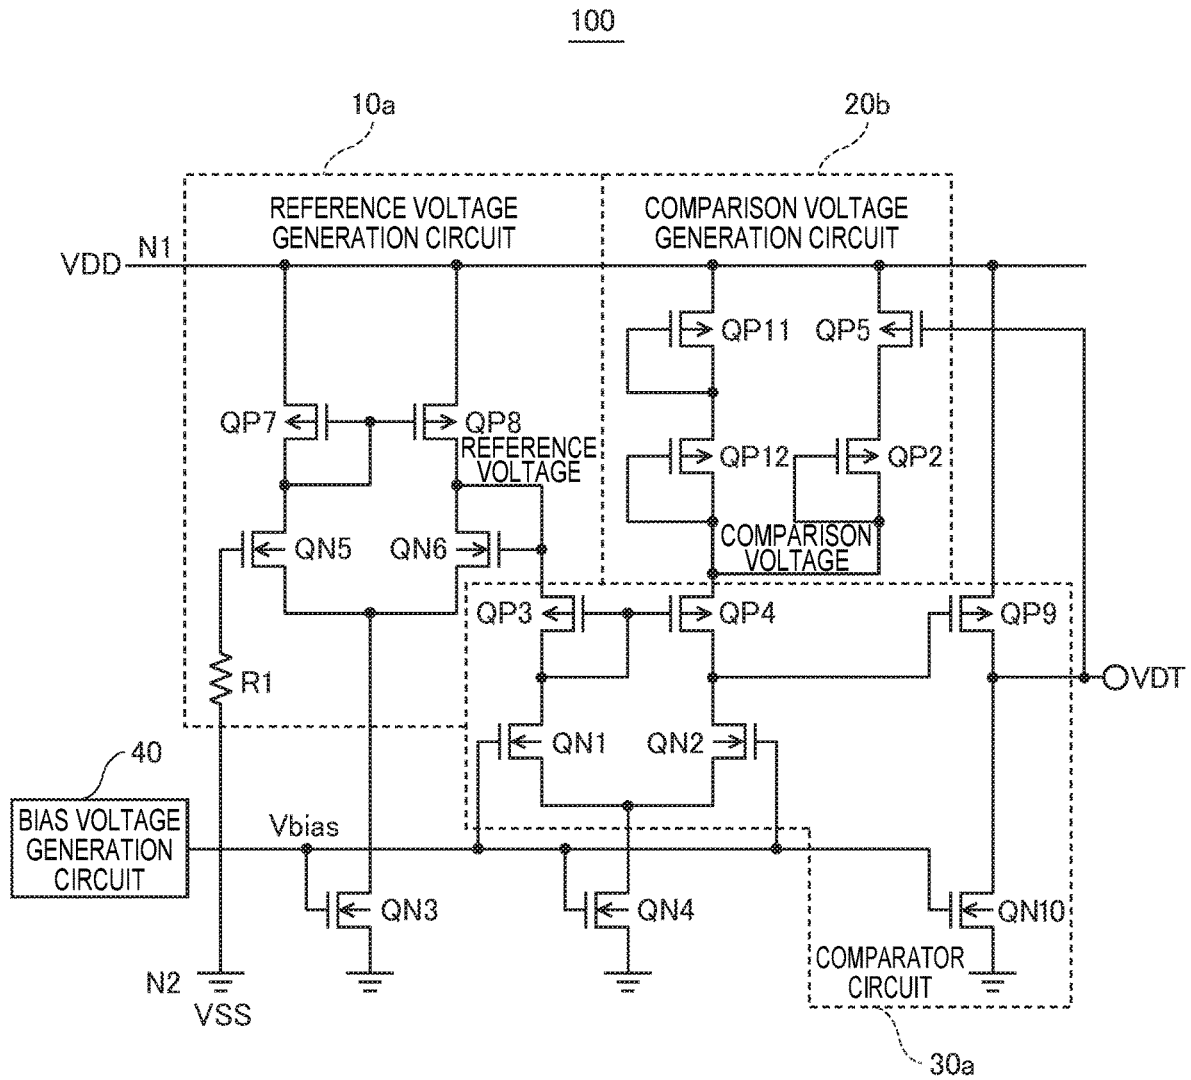 100
10a
20b
REFERENCE VOLTAGE
GENERATION CIRCUIT
COMPARISON VOLTAGE
GENERATION CIRCUIT
VDD
N1
QP11
QP5
QP7
QP8
REFERENCE
VOLTAGE
QP12
QP2
QN5
QN6
COMPARISON
VOLTAGE
QP3
QP4
QP9
R1
VDT
QN1
QN2
40
BIAS VOLTAGE
GENERATION
CIRCUIT
Vbias
QN3
QN4
QN10
N2
VSS
COMPARATOR
CIRCUIT
30a